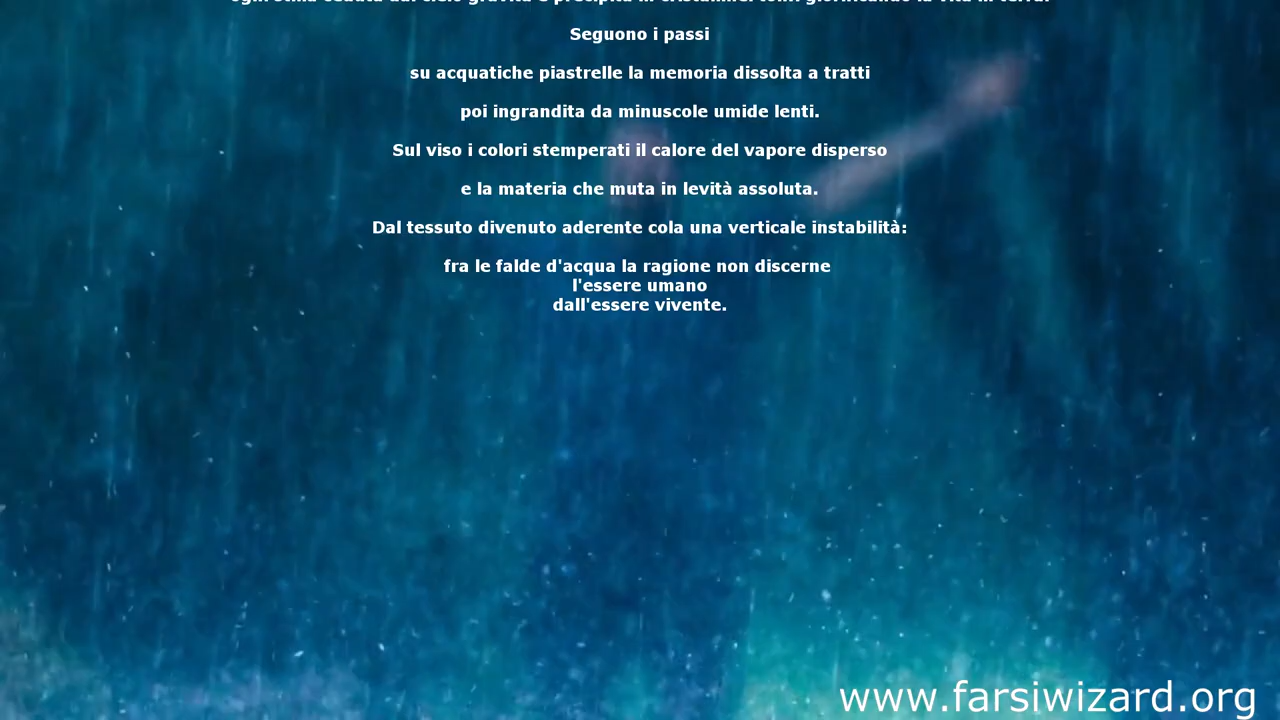 Seguono i passi
su acquatiche piastrelle la memoria dissolta a tratti
poi ingrandita da minuscole umide lenti.
Sul viso i colori stemperati il calore del vapore disperso
e la materia che muta in levità assoluta.
Dal tessuto divenuto aderente cola una verticale instabilità:
fra le falde d'acqua la ragione non discerne
l'essere umano
dall'essere vivente.
www.farsiwizard.org